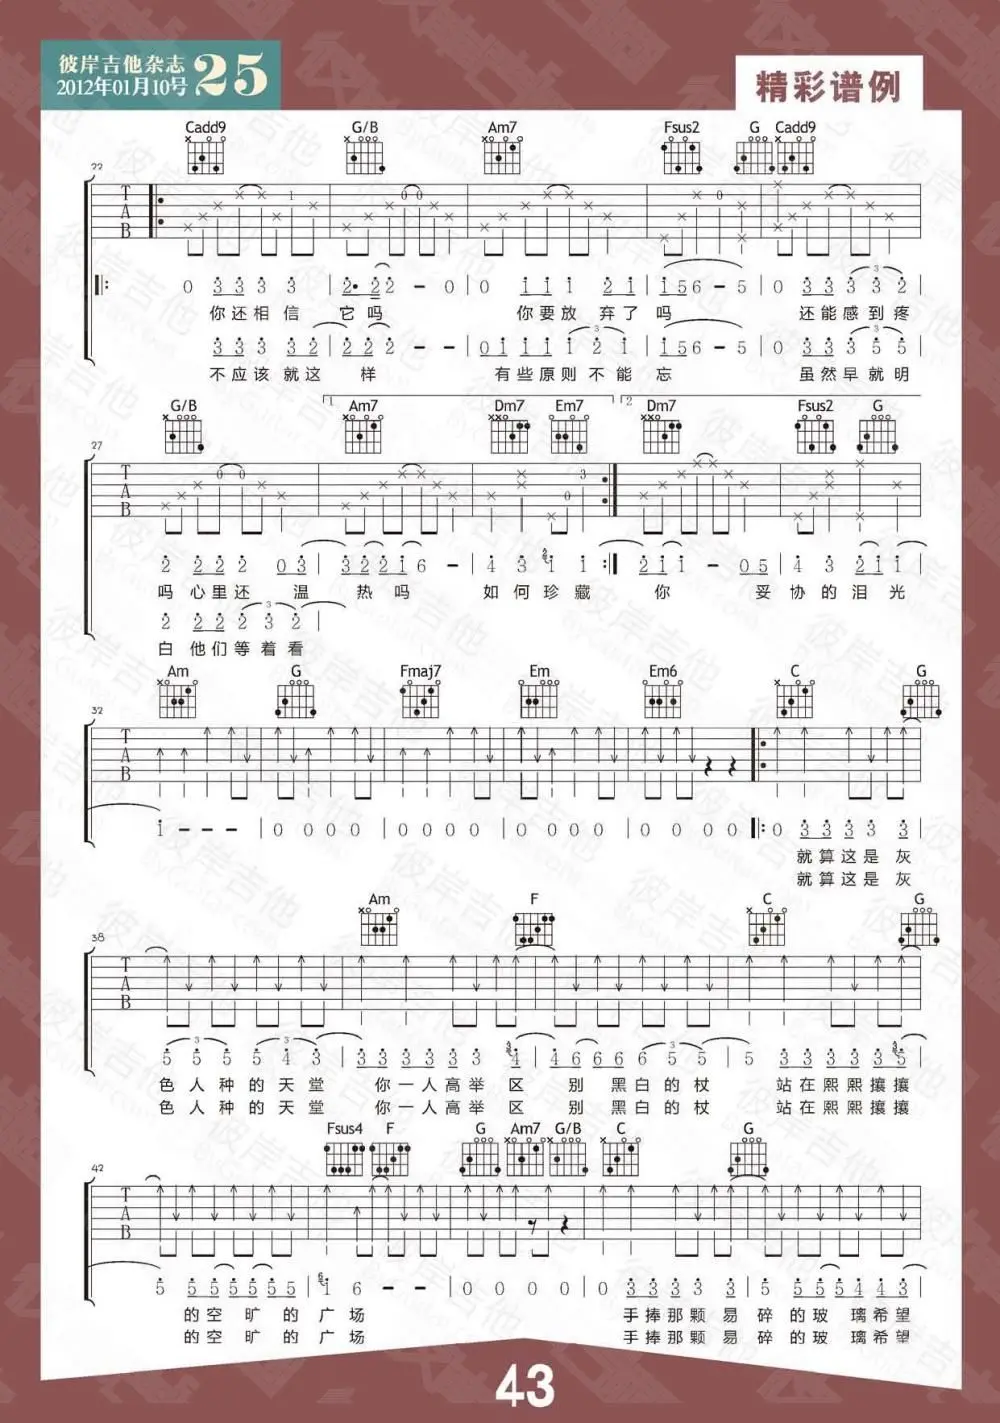 彼岸吉他杂志
2012年01月10号 25
精彩谱例
Cadd9 G/B Am7 Fsus2 G Cadd9
22
T
A
B
0 3 3 3 3 3 | 2· 2 2 - 0 | 0 1 1 1 2 1 | 1 5 6 - 5 | 0 3 3 3 3 2
你还相信 它吗 你要放弃了吗 还能感到疼
3 3 3 3 2 | 2 2 2 - - | 0 1 1 1 1 1 2 1 | 1 5 6 - 5 | 0 3 3 3 5 5
不应该就这样 有些原则不能忘 虽然早就明
G/B Am7 Dm7 Em7 Dm7 Fsus2 G
27
T
A
B
2 2 2 2 0 3 | 3 2 2 1 6 - | 4 3 1 1 :| 2 1 1 - 0 5 | 4 5 2 1 1
吗心里还温热吗 如何珍藏 你 妥协的泪光
2 2 2 2 3 2 |
白他们等着看
Am G Fmaj7 Em Em6 C G
32
T
A
B
1 - - - | 0 0 0 0 | 0 0 0 0 | 0 0 0 0 | 0 0 0 0 |: 0 3 3 3 3 3
就算这是灰
就算这是灰
Am F C G
38
T
A
B
5 5 5 5 4 3 | 3 3 3 3 3 3 4 | 4 6 6 6 6 5 5 | 5 3 3 3 3 3 5
色人种的天堂 你一人高举区别黑白的杖 站在熙熙攘攘
色人种的天堂 你一人高举区别黑白的杖 站在熙熙攘攘
Fsus4 F G Am7 G/B C G
42
T
A
B
5 5 5 5 5 5 5 | 1 6 - - | 0 0 0 0 | 0 3 3 3 3 3 | 5 5 5 4 4 3
的空旷的广场 手捧那颗易碎的玻璃希望
的空旷的广场 手捧那颗易碎的玻璃希望
43